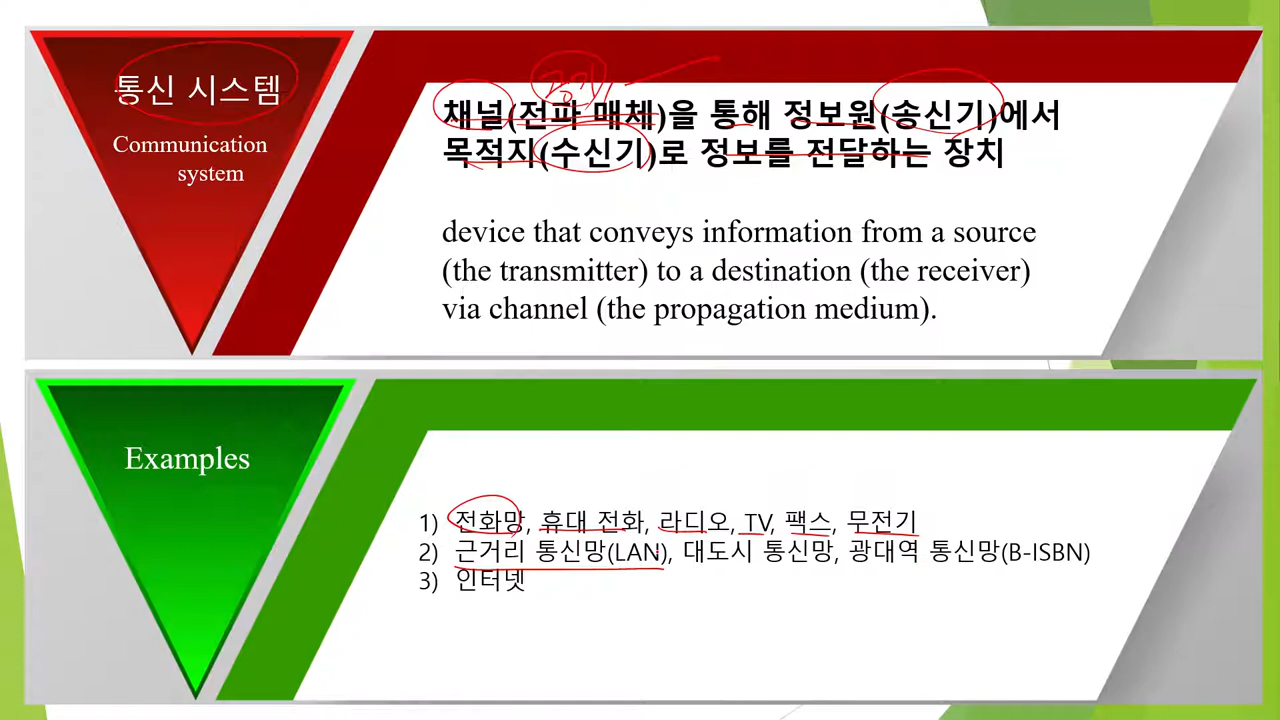 통신 시스템
Communication
system
공기
채널(전파 매체)을 통해 정보원(송신기)에서
목적지(수신기)로 정보를 전달하는 장치
device that conveys information from a source
(the transmitter) to a destination (the receiver)
via channel (the propagation medium).
Examples
1) 전화망, 휴대 전화, 라디오, TV, 팩스, 무전기
2) 근거리 통신망(LAN), 대도시 통신망, 광대역 통신망(B-ISBN)
3) 인터넷